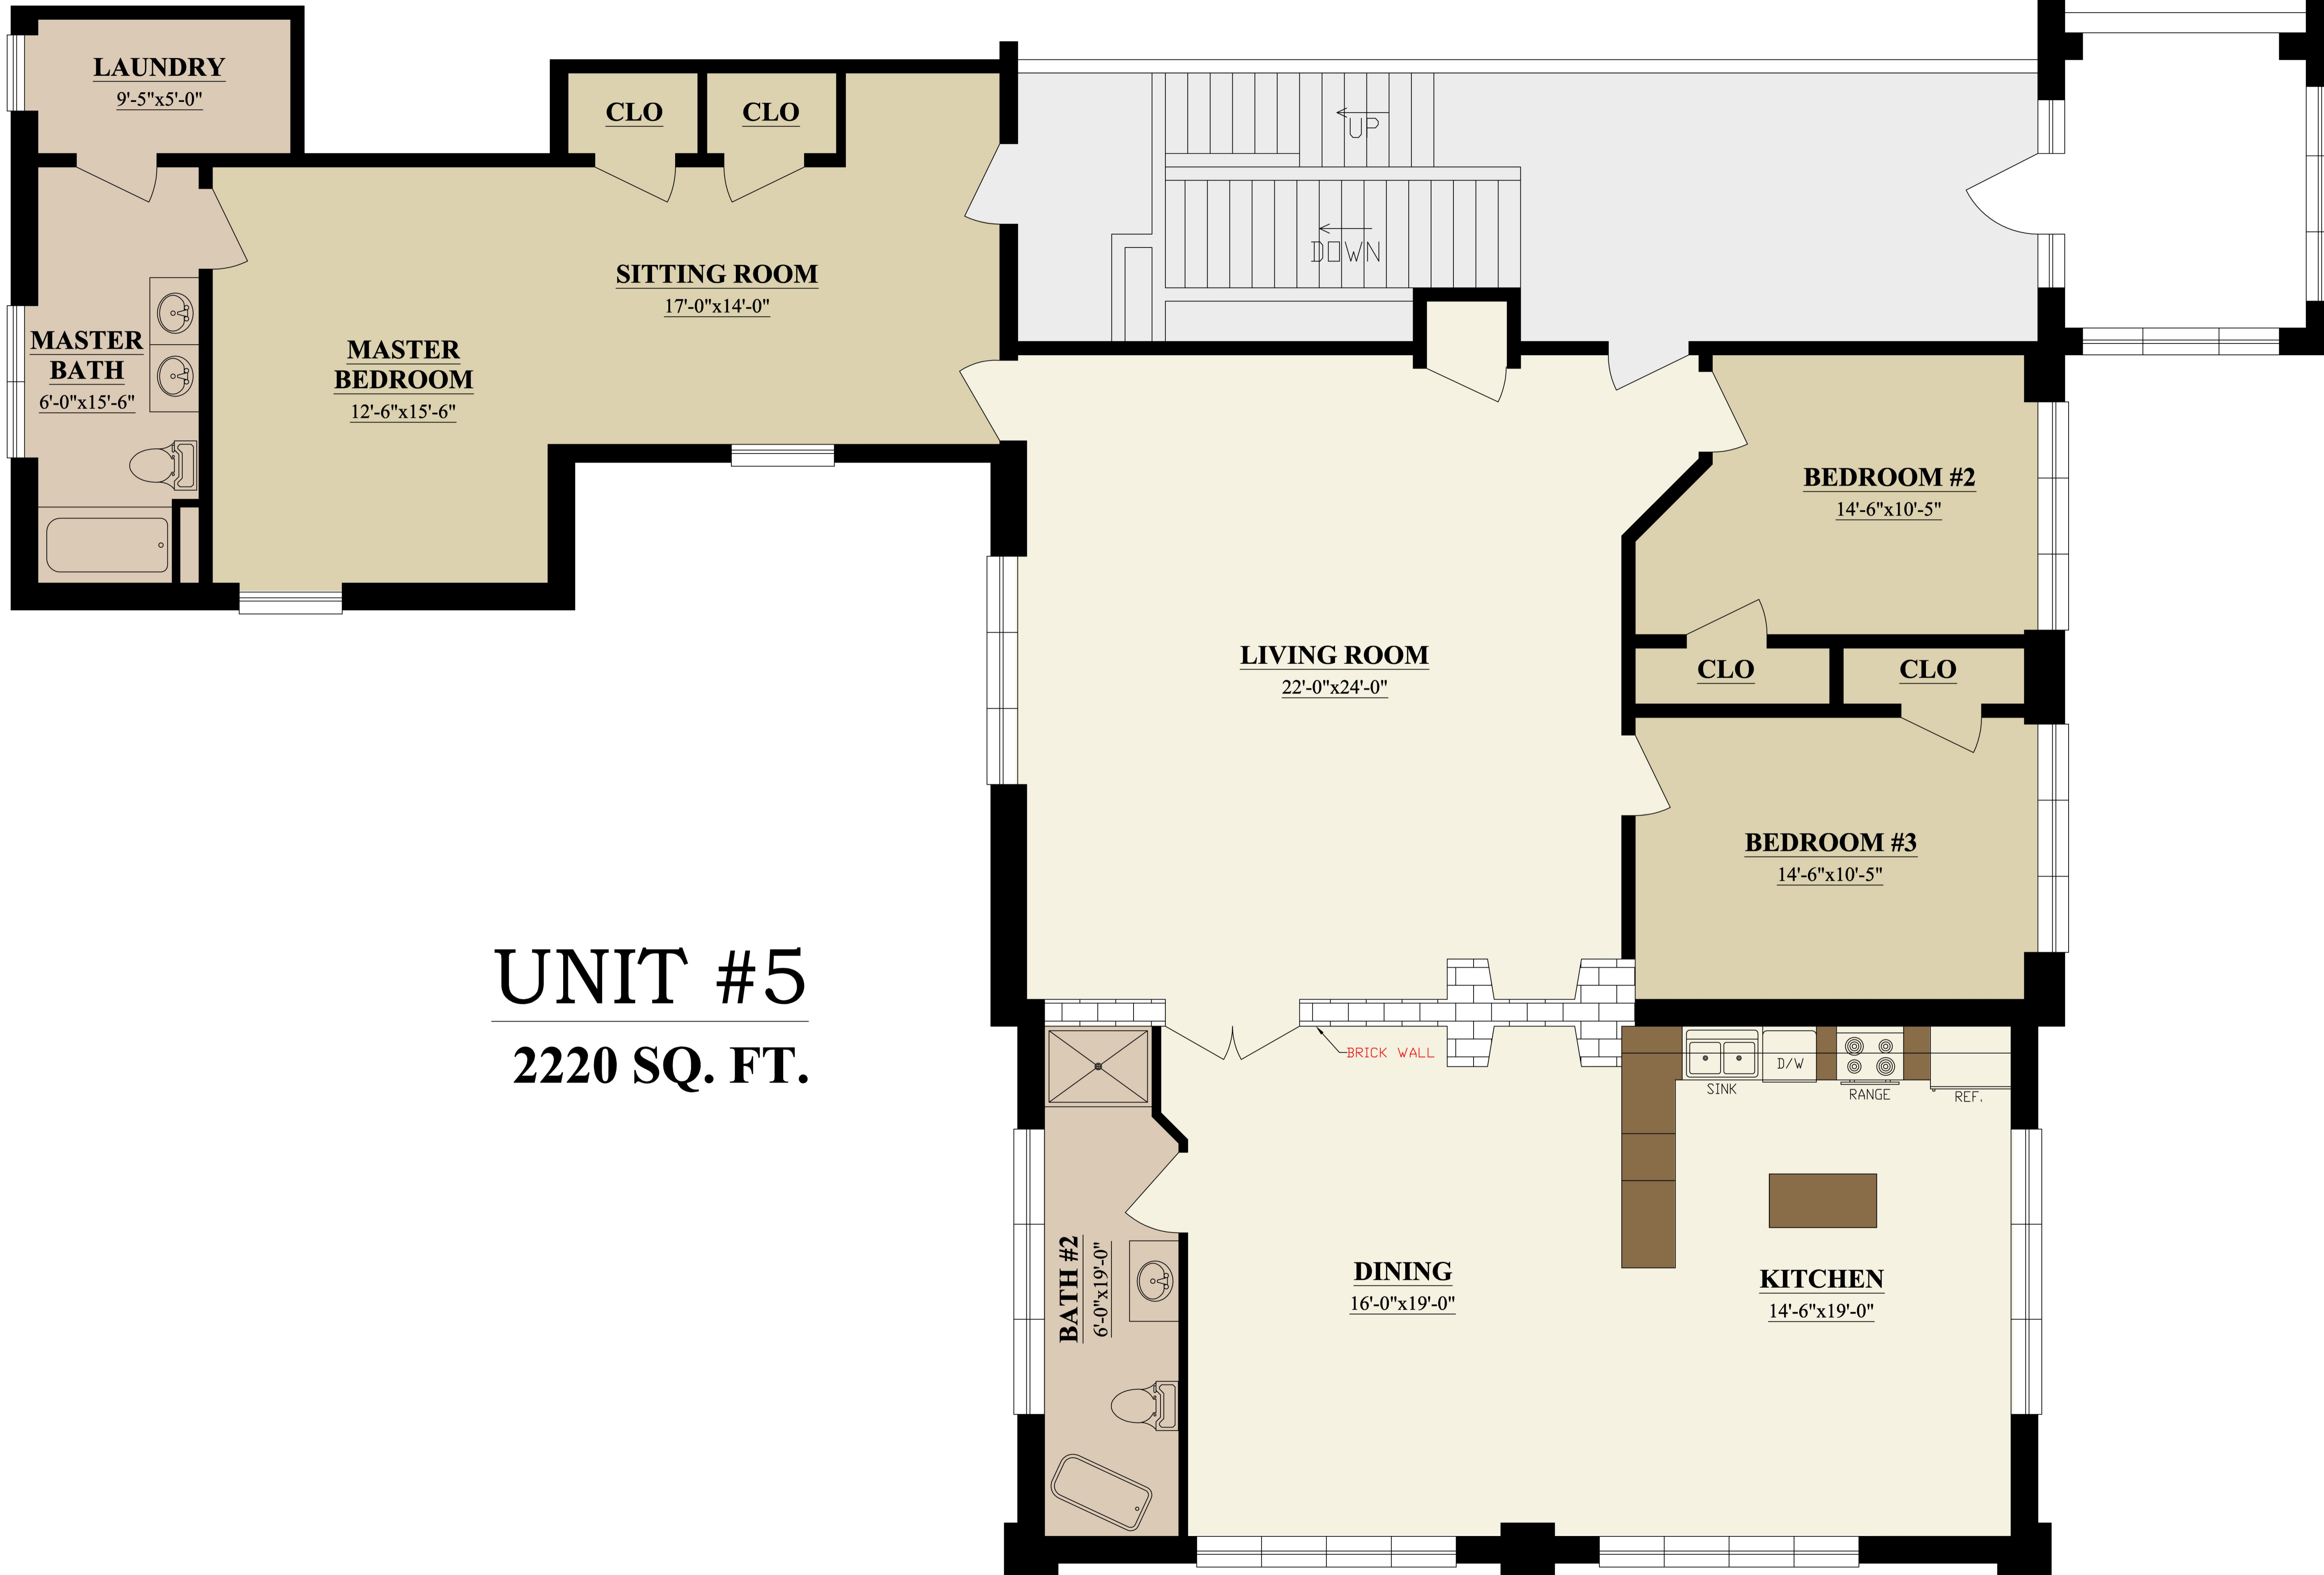 LAUNDRY
9'-5"x5'-0"
CLO
CLO
UP
DOWN
SITTING ROOM
17'-0"x14'-0"
MASTER
BATH
6'-0"x15'-6"
MASTER
BEDROOM
12'-6"x15'-6"
BEDROOM #2
14'-6"x10'-5"
LIVING ROOM
22'-0"x24'-0"
CLO
CLO
BEDROOM #3
14'-6"x10'-5"
UNIT #5
2220 SQ. FT.
BRICK WALL
SINK
D/W
RANGE
REF.
BATH #2
6'-0"x19'-0"
DINING
16'-0"x19'-0"
KITCHEN
14'-6"x19'-0"